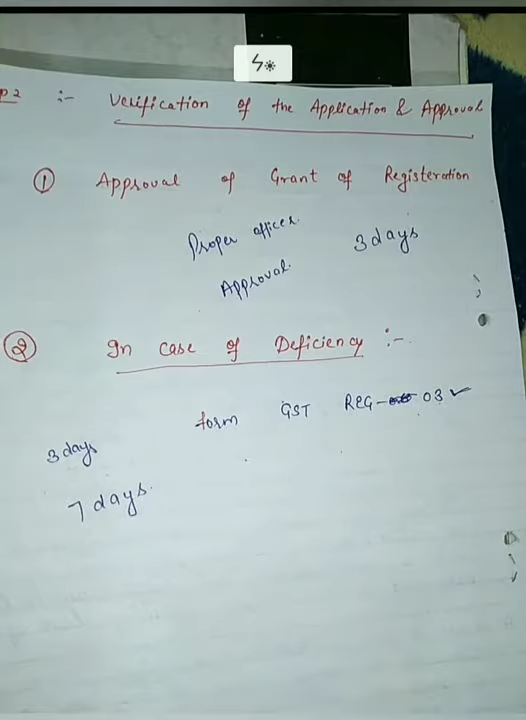 P2 :- Verification of the Application & Approval
① Approval of Grant of Registeration
Proper officer 3 days
Approval
② In case of Deficiency :-
form GST REG- 03 ✓
3 days
7 days.